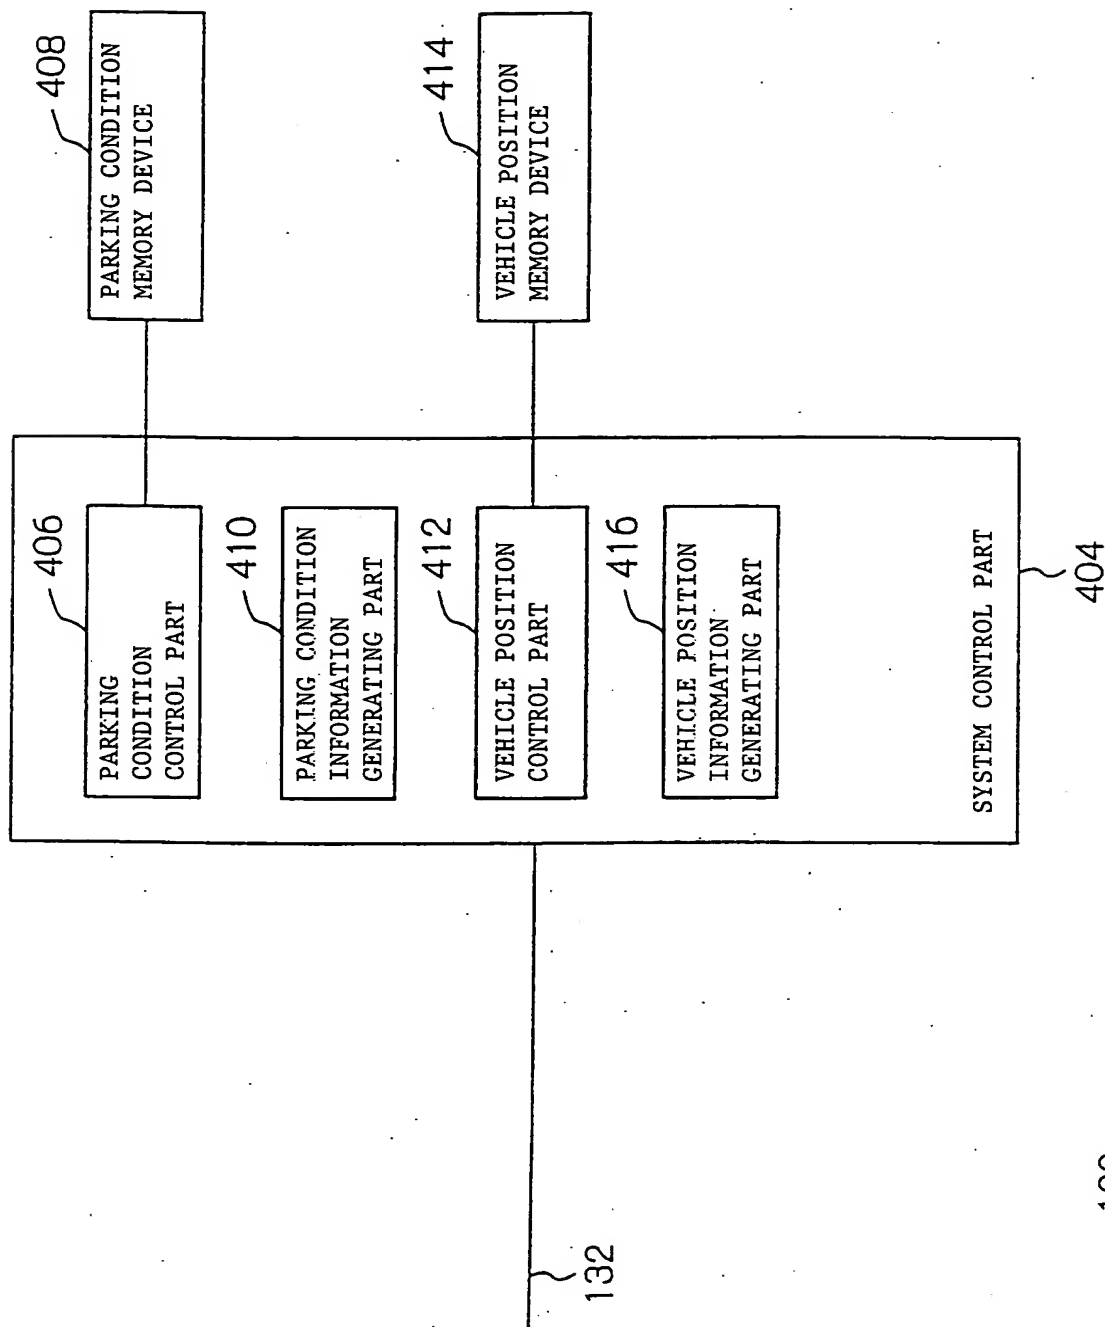 408
PARKING CONDITION
MEMORY DEVICE
414
VEHICLE POSITION
MEMORY DEVICE
406
PARKING
CONDITION
CONTROL PART
410
PARKING CONDITION
INFORMATION
GENERATING PART
412
VEHICLE POSITION
CONTROL PART
416
VEHICLE POSITION
INFORMATION
GENERATING PART
SYSTEM CONTROL PART
404
132